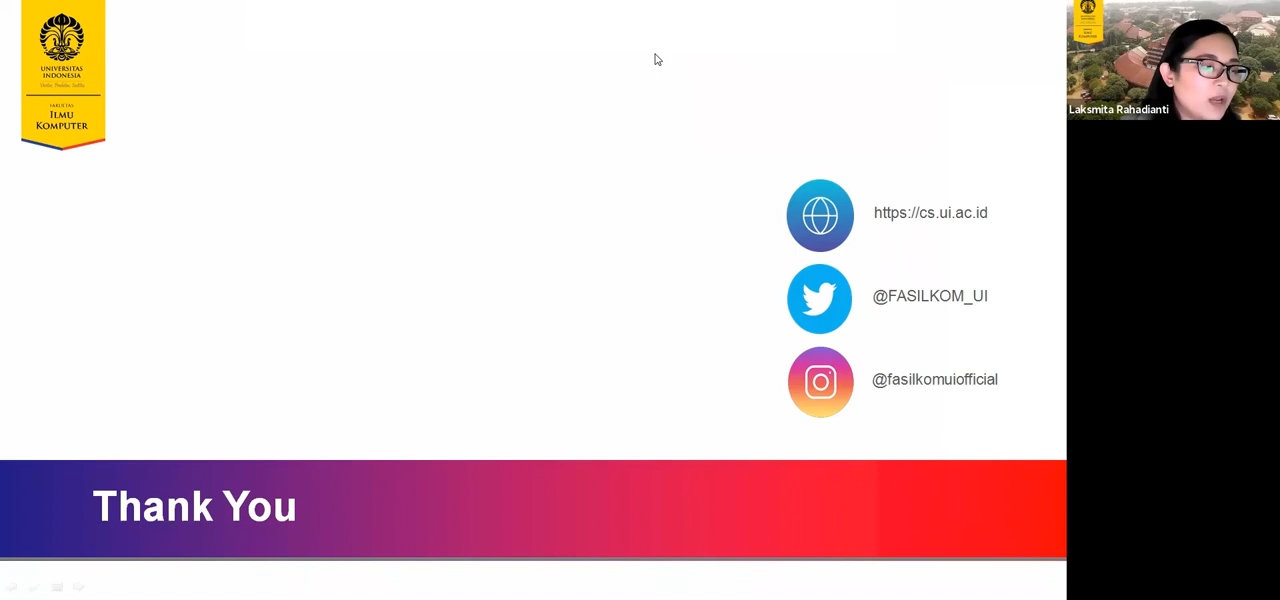 UNIVERSITAS
INDONESIA
FAKULTAS
ILMU
KOMPUTER
https://cs.ui.ac.id
@FASILKOM_UI
@fasilkomuiofficial
Thank You
Laksmita Rahadianti